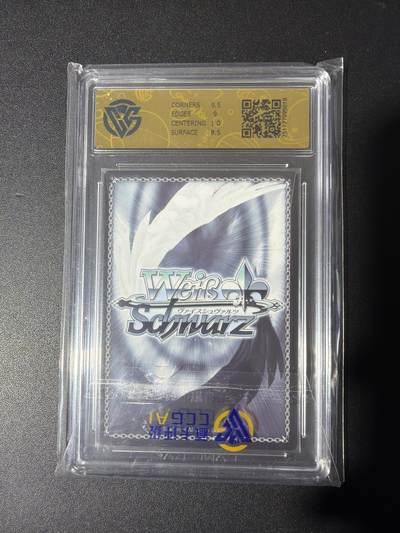 CORNERS 9.5
EDGES 9
CENTERING 10
SURFACE 9.5
Weiß
ヴァイスシュヴァルツ
Schwarz
CCGAI